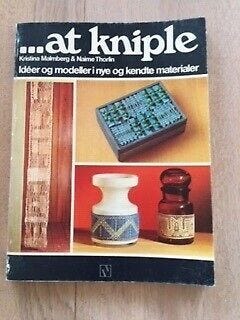 ...at kniple
Kristina Malmberg & Naime Thorlin
Idéer og modeller i nye og kendte materialer